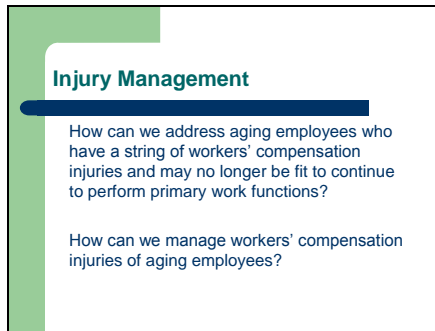 Injury Management
How can we address aging employees who
have a string of workers' compensation
injuries and may no longer be fit to continue
to perform primary work functions?
How can we manage workers' compensation
injuries of aging employees?